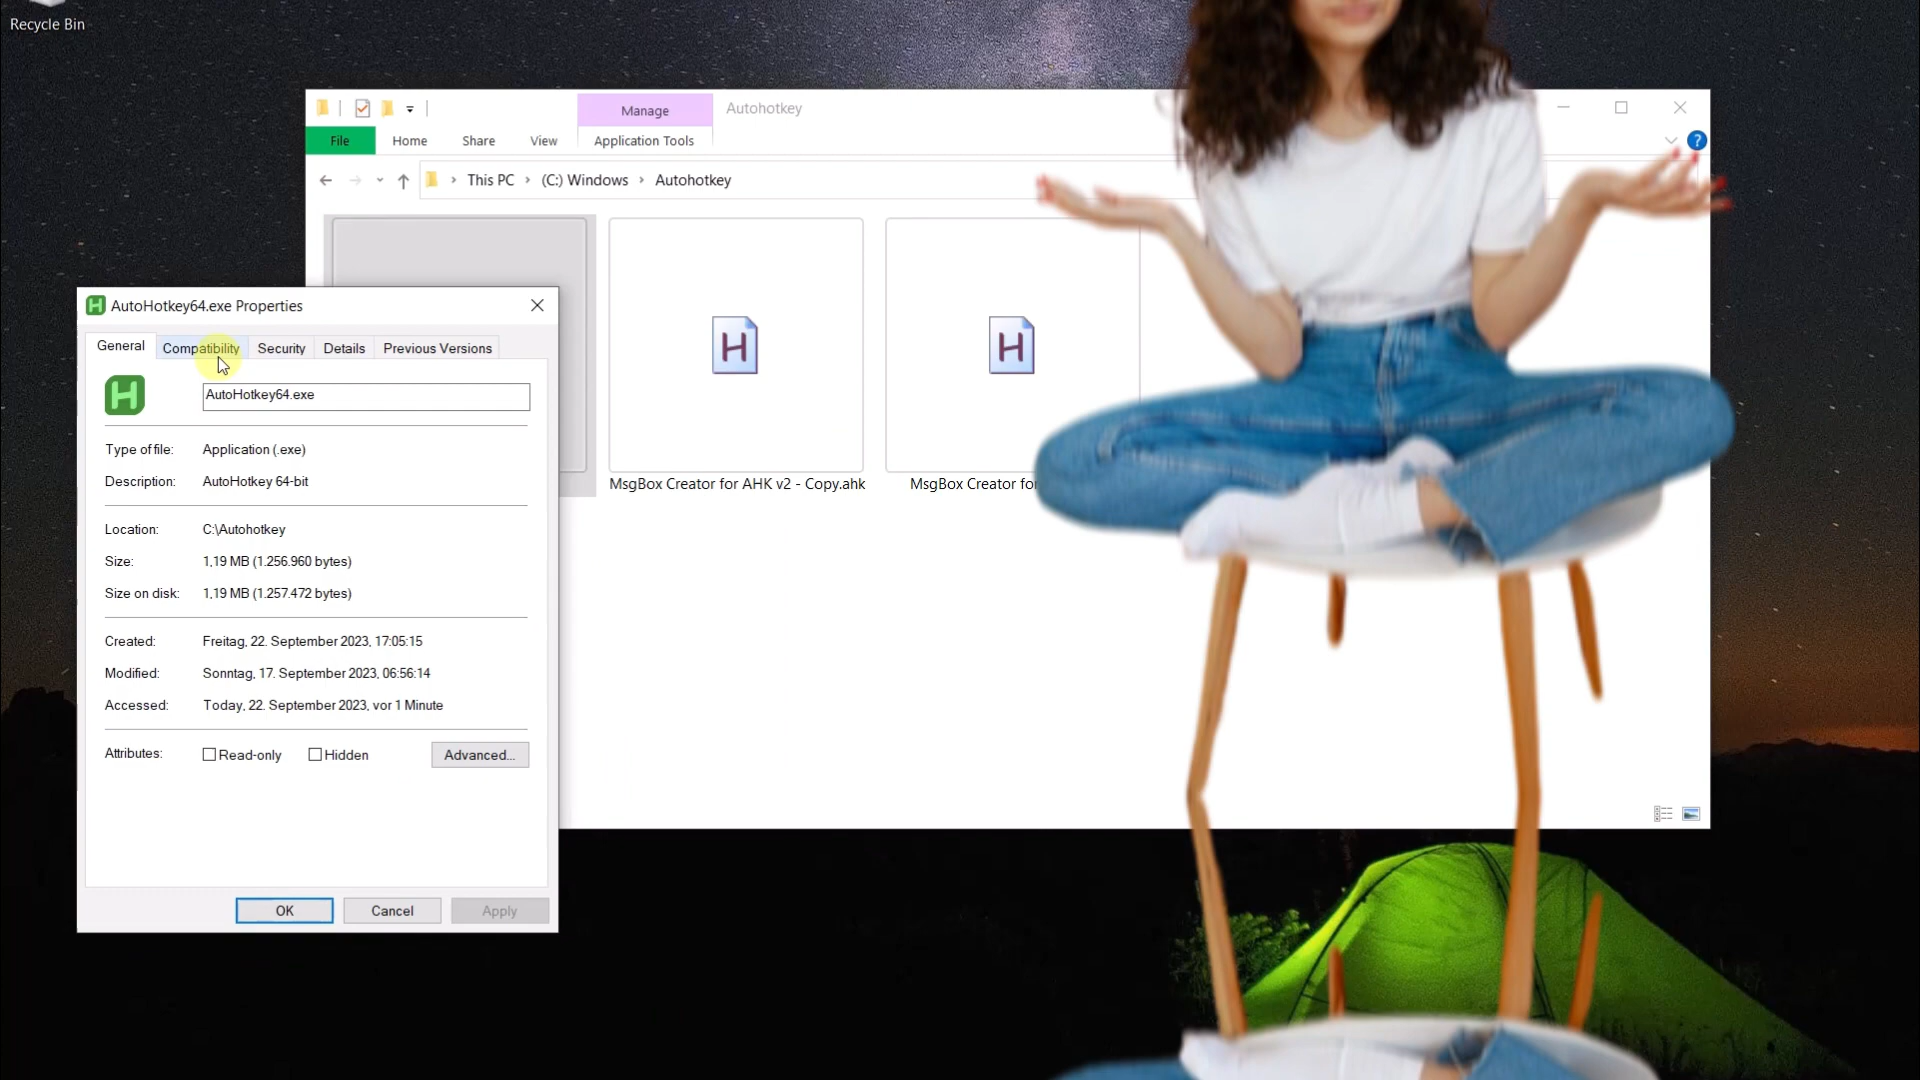 Recycle Bin
Manage
Autohotkey
File
Home
Share
View
Application Tools
This PC
(C:) Windows
Autohotkey
MsgBox Creator for AHK v2 - Copy.ahk
MsgBox Creator
AutoHotkey64.exe Properties
General
Compatibility
Security
Details
Previous Versions
AutoHotkey64.exe
Type of file: Application (.exe)
Description: AutoHotkey 64-bit
Location: C:\Autohotkey
Size: 1,19 MB (1.256.960 bytes)
Size on disk: 1,19 MB (1.257.472 bytes)
Created: Freitag, 22. September 2023, 17:05:15
Modified: Sonntag, 17. September 2023, 06:56:14
Accessed: Today, 22. September 2023, vor 1 Minute
Attributes: Read-only Hidden Advanced...
OK Cancel Apply